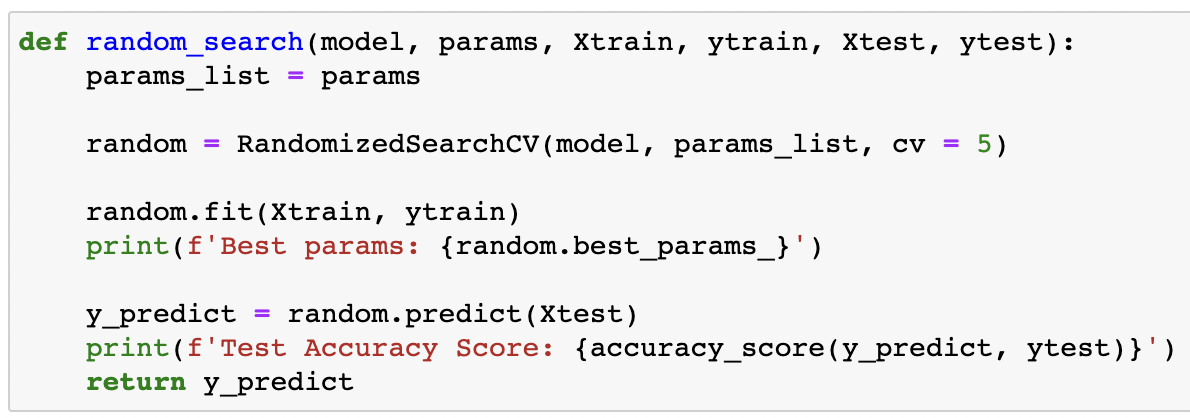 def random_search(model, params, Xtrain, ytrain, Xtest, ytest):
    params_list = params
    random = RandomizedSearchCV(model, params_list, cv = 5)
    random.fit(Xtrain, ytrain)
    print(f'Best params: {random.best_params_}')
    y_predict = random.predict(Xtest)
    print(f'Test Accuracy Score: {accuracy_score(y_predict, ytest)}')
    return y_predict